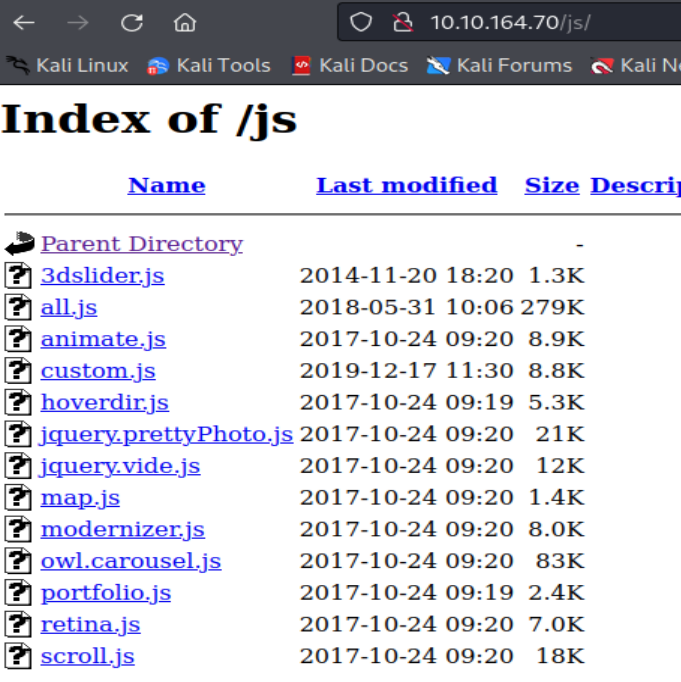 10.10.164.70/js/
Kali Linux Kali Tools Kali Docs Kali Forums Kali
Index of /js
Name Last modified Size
Parent Directory -
3dslider.js 2014-11-20 18:20 1.3K
all.js 2018-05-31 10:06 279K
animate.js 2017-10-24 09:20 8.9K
custom.js 2019-12-17 11:30 8.8K
hoverdir.js 2017-10-24 09:19 5.3K
jquery.prettyPhoto.js 2017-10-24 09:20 21K
jquery.vide.js 2017-10-24 09:20 12K
map.js 2017-10-24 09:20 1.4K
modernizer.js 2017-10-24 09:20 8.0K
owl.carousel.js 2017-10-24 09:20 83K
portfolio.js 2017-10-24 09:19 2.4K
retina.js 2017-10-24 09:20 7.0K
scroll.js 2017-10-24 09:20 18K